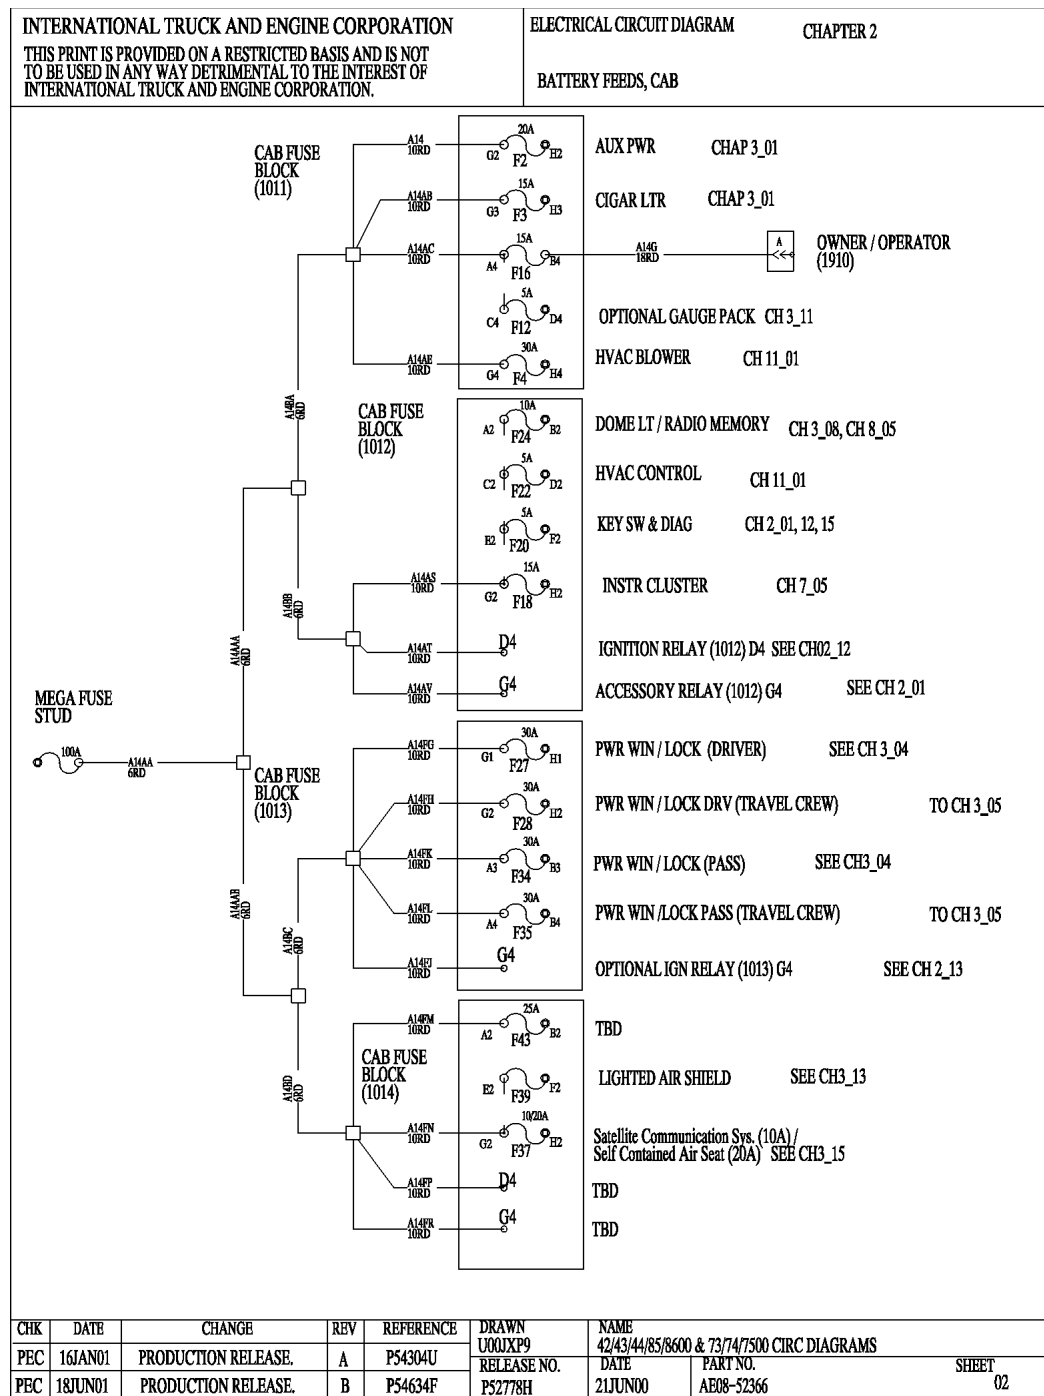 INTERNATIONAL TRUCK AND ENGINE CORPORATION
THIS PRINT IS PROVIDED ON A RESTRICTED BASIS AND IS NOT
TO BE USED IN ANY WAY DETRIMENTAL TO THE INTEREST OF
INTERNATIONAL TRUCK AND ENGINE CORPORATION.
ELECTRICAL CIRCUIT DIAGRAM CHAPTER 2
BATTERY FEEDS, CAB
CAB FUSE
BLOCK
(1011)
A14
10RD
G2 20A F2 H2
AUX PWR CHAP 3_01
A14AB
10RD
G3 15A F3 H3
CIGAR LTR CHAP 3_01
A14AC
10RD
A4 15A F16 B4
A14G
18RD
A
OWNER / OPERATOR
(1910)
C4 5A F12 D4
OPTIONAL GAUGE PACK CH 3_11
A14AE
10RD
G4 30A F4 H4
HVAC BLOWER CH 11_01
A14BA
6RD
CAB FUSE
BLOCK
(1012)
A2 10A F24 B2
DOME LT / RADIO MEMORY CH 3_08, CH 8_05
C2 5A F22 D2
HVAC CONTROL CH 11_01
E2 5A F20 F2
KEY SW & DIAG CH 2_01, 12, 15
A14AS
10RD
G2 15A F18 H2
INSTR CLUSTER CH 7_05
A14BB
6RD
A14AT
10RD
D4
IGNITION RELAY (1012) D4 SEE CH02_12
A14AV
10RD
G4
ACCESSORY RELAY (1012) G4 SEE CH 2_01
A14AAA
6RD
MEGA FUSE
STUD
100A
A14AA
6RD
CAB FUSE
BLOCK
(1013)
A14FG
10RD
G1 30A F27 H1
PWR WIN / LOCK (DRIVER) SEE CH 3_04
A14FH
10RD
G2 30A F28 H2
PWR WIN / LOCK DRV (TRAVEL CREW) TO CH 3_05
A14FK
10RD
A3 30A F34 B3
PWR WIN / LOCK (PASS) SEE CH3_04
A14FL
10RD
A4 30A F35 B4
PWR WIN /LOCK PASS (TRAVEL CREW) TO CH 3_05
A14FJ
10RD
G4
OPTIONAL IGN RELAY (1013) G4 SEE CH 2_13
A14AAB
6RD
A14BC
6RD
A14FM
10RD
A2 25A F43 B2
TBD
CAB FUSE
BLOCK
(1014)
E2 F39 F2
LIGHTED AIR SHIELD SEE CH3_13
A14BD
6RD
A14FN
10RD
G2 10/20A F37 H2
Satellite Communication Sys. (10A) /
Self Contained Air Seat (20A) SEE CH3_15
A14FP
10RD
D4
TBD
A14FR
10RD
G4
TBD
CHK DATE CHANGE REV REFERENCE
PEC 16JAN01 PRODUCTION RELEASE. A P54304U
PEC 18JUN01 PRODUCTION RELEASE. B P54634F
DRAWN
U00JXP9
RELEASE NO.
P52778H
NAME
42/43/44/85/8600 & 73/74/7500 CIRC DIAGRAMS
DATE PART NO. SHEET
21JUN00 AE08-52366 02